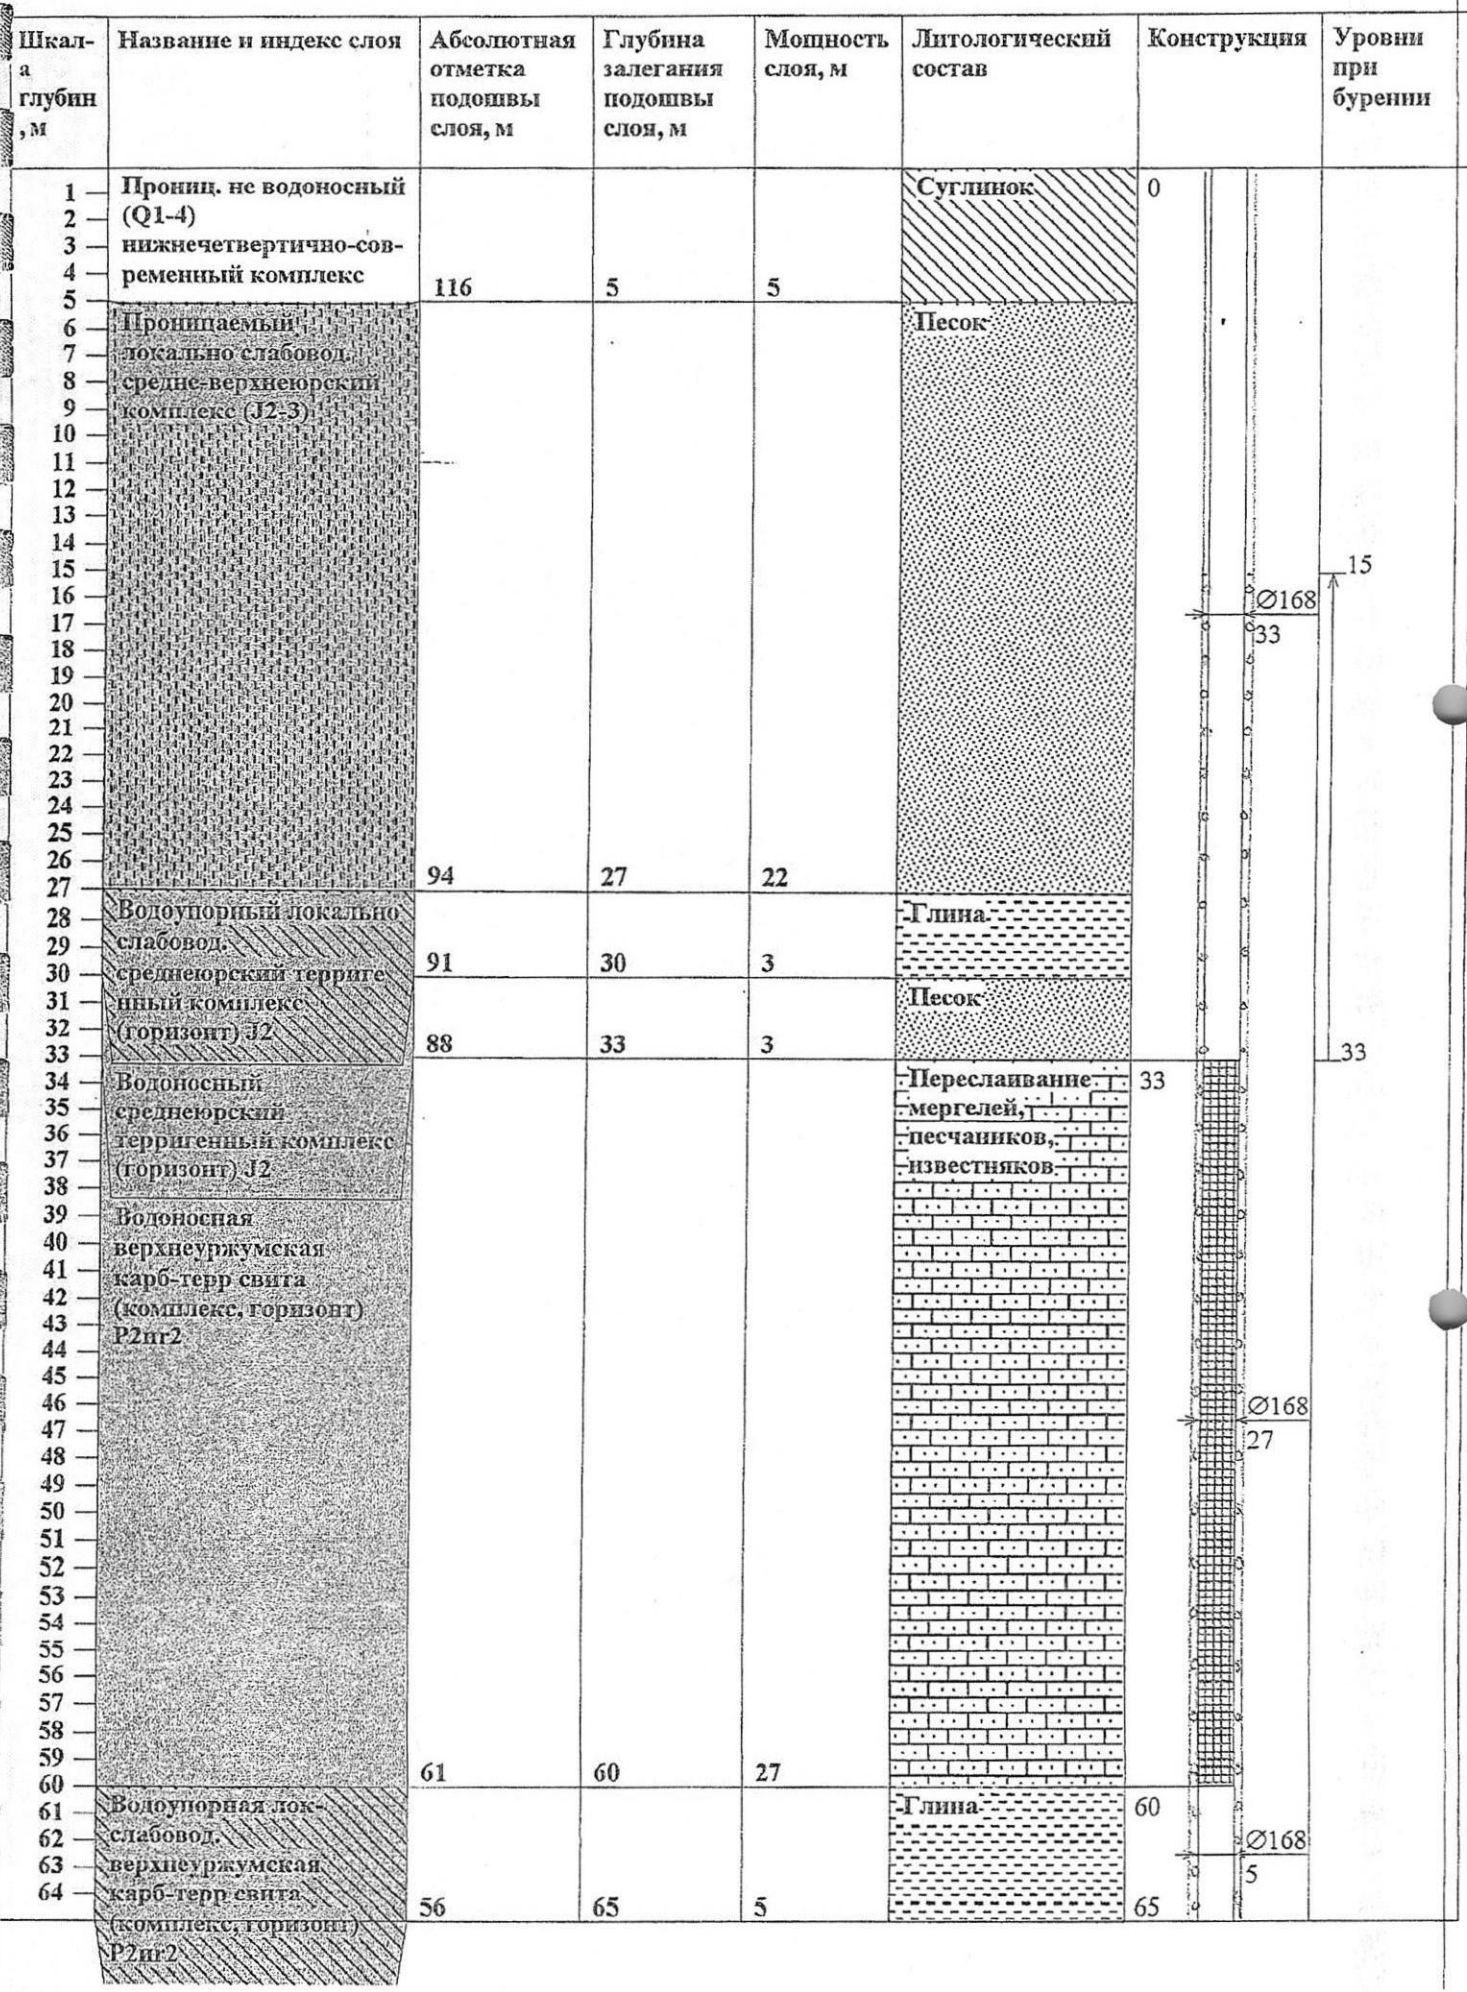 Шкал-
а
глубин
, м
Название и индекс слоя
Абсолютная
отметка
подошвы
слоя, м
Глубина
залегания
подошвы
слоя, м
Мощность
слоя, м
Литологический
состав
Конструкция
Уровни
при
бурении
1
2
3
4
5
6
7
8
9
10
11
12
13
14
15
16
17
18
19
20
21
22
23
24
25
26
27
28
29
30
31
32
33
34
35
36
37
38
39
40
41
42
43
44
45
46
47
48
49
50
51
52
53
54
55
56
57
58
59
60
61
62
63
64
Прониц. не водоносный
(Q1-4)
нижнечетвертично-сов-
ременный комплекс
116 5 5
Суглинок
0
Проницаемый
локально слабовод.
средне-верхнеюрский
комплекс (J2-3)
94 27 22
Песок
15
Ø168
33
Водоупорный локально
слабовод.
среднеюрский террите
нный комплекс
(горизонт) J2
91 30 3
Глина
88 33 3
Песок
33
Водоносный
среднеюрский
терригенный комплекс
(горизонт) J2
Переслаивание
мергелей,
песчаников,
известняков
33
Водоносная
верхнеуржумская
карб-терр свита
(комплекс, горизонт)
P2пr2
61 60 27
Ø168
27
Водоупорная лок-
слабовод.
верхнеуржумская
карб-терр свита
(комплекс, горизонт)
P2пr2
56 65 5
Глина
60
Ø168
5
65